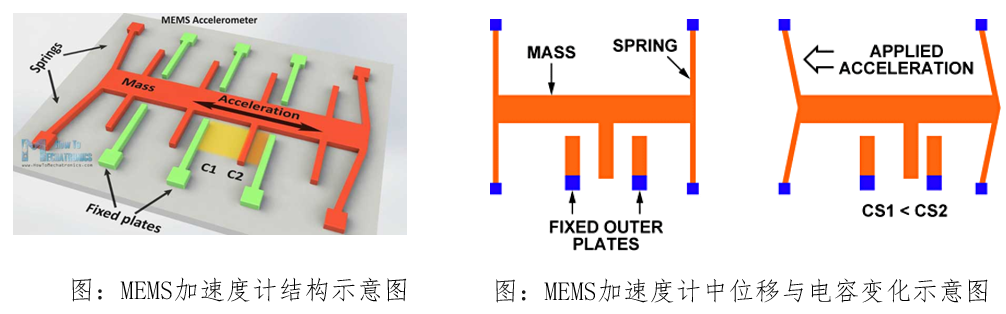 MEMS Accelerometer
Springs
Mass
Acceleration
C1 C2
How To
Mechatronics
www.HowToMechatronics.com
Fixed plates
MASS
SPRING
FIXED OUTER
PLATES
APPLIED
ACCELERATION
CS1 < CS2
图：MEMS加速度计结构示意图
图：MEMS加速度计中位移与电容变化示意图